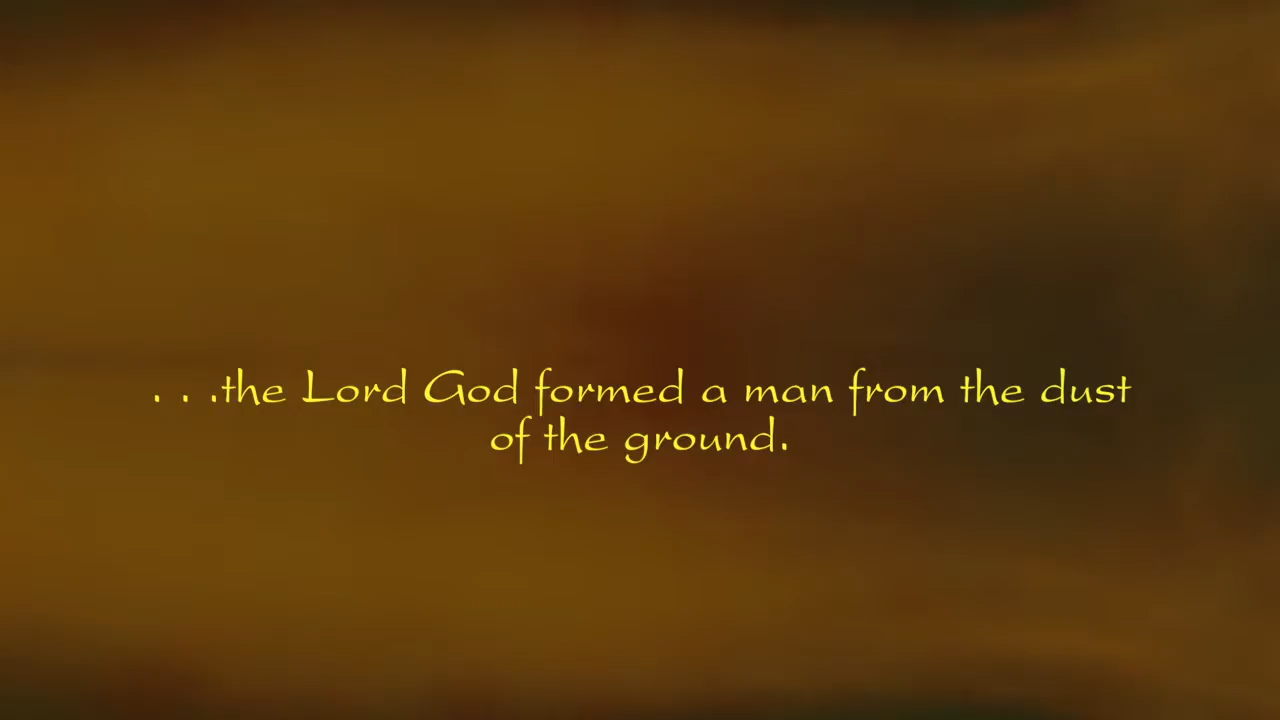 . . .the Lord God formed a man from the dust
of the ground.